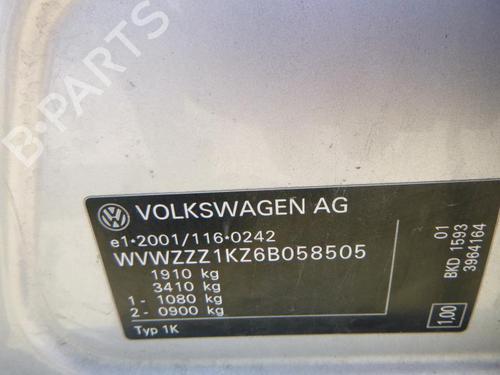 B-PARTS
VOLKSWAGEN AG
e1*2001/116*0242
WVWZZZ1KZ6B058505
1910 kg
3410 kg
1 - 1080 kg
2 - 0900 kg
Typ 1K
01
BKD 1593
3964164
1,00